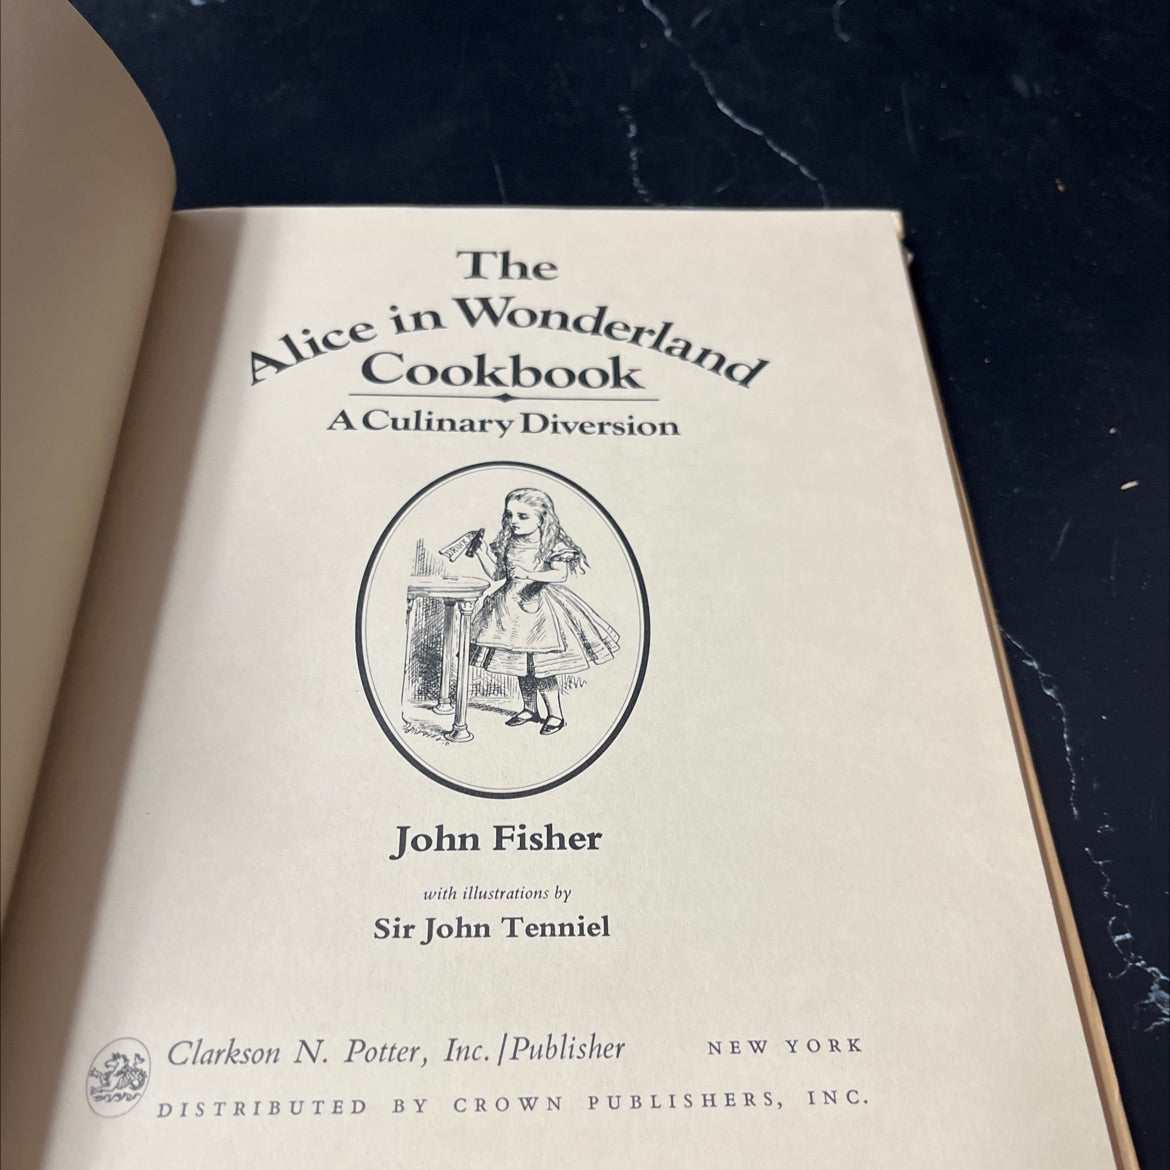 The
Alice in Wonderland
Cookbook
A Culinary Diversion
DRINK
John Fisher
with illustrations by
Sir John Tenniel
Clarkson N. Potter, Inc./Publisher NEW YORK
DISTRIBUTED BY CROWN PUBLISHERS, INC.